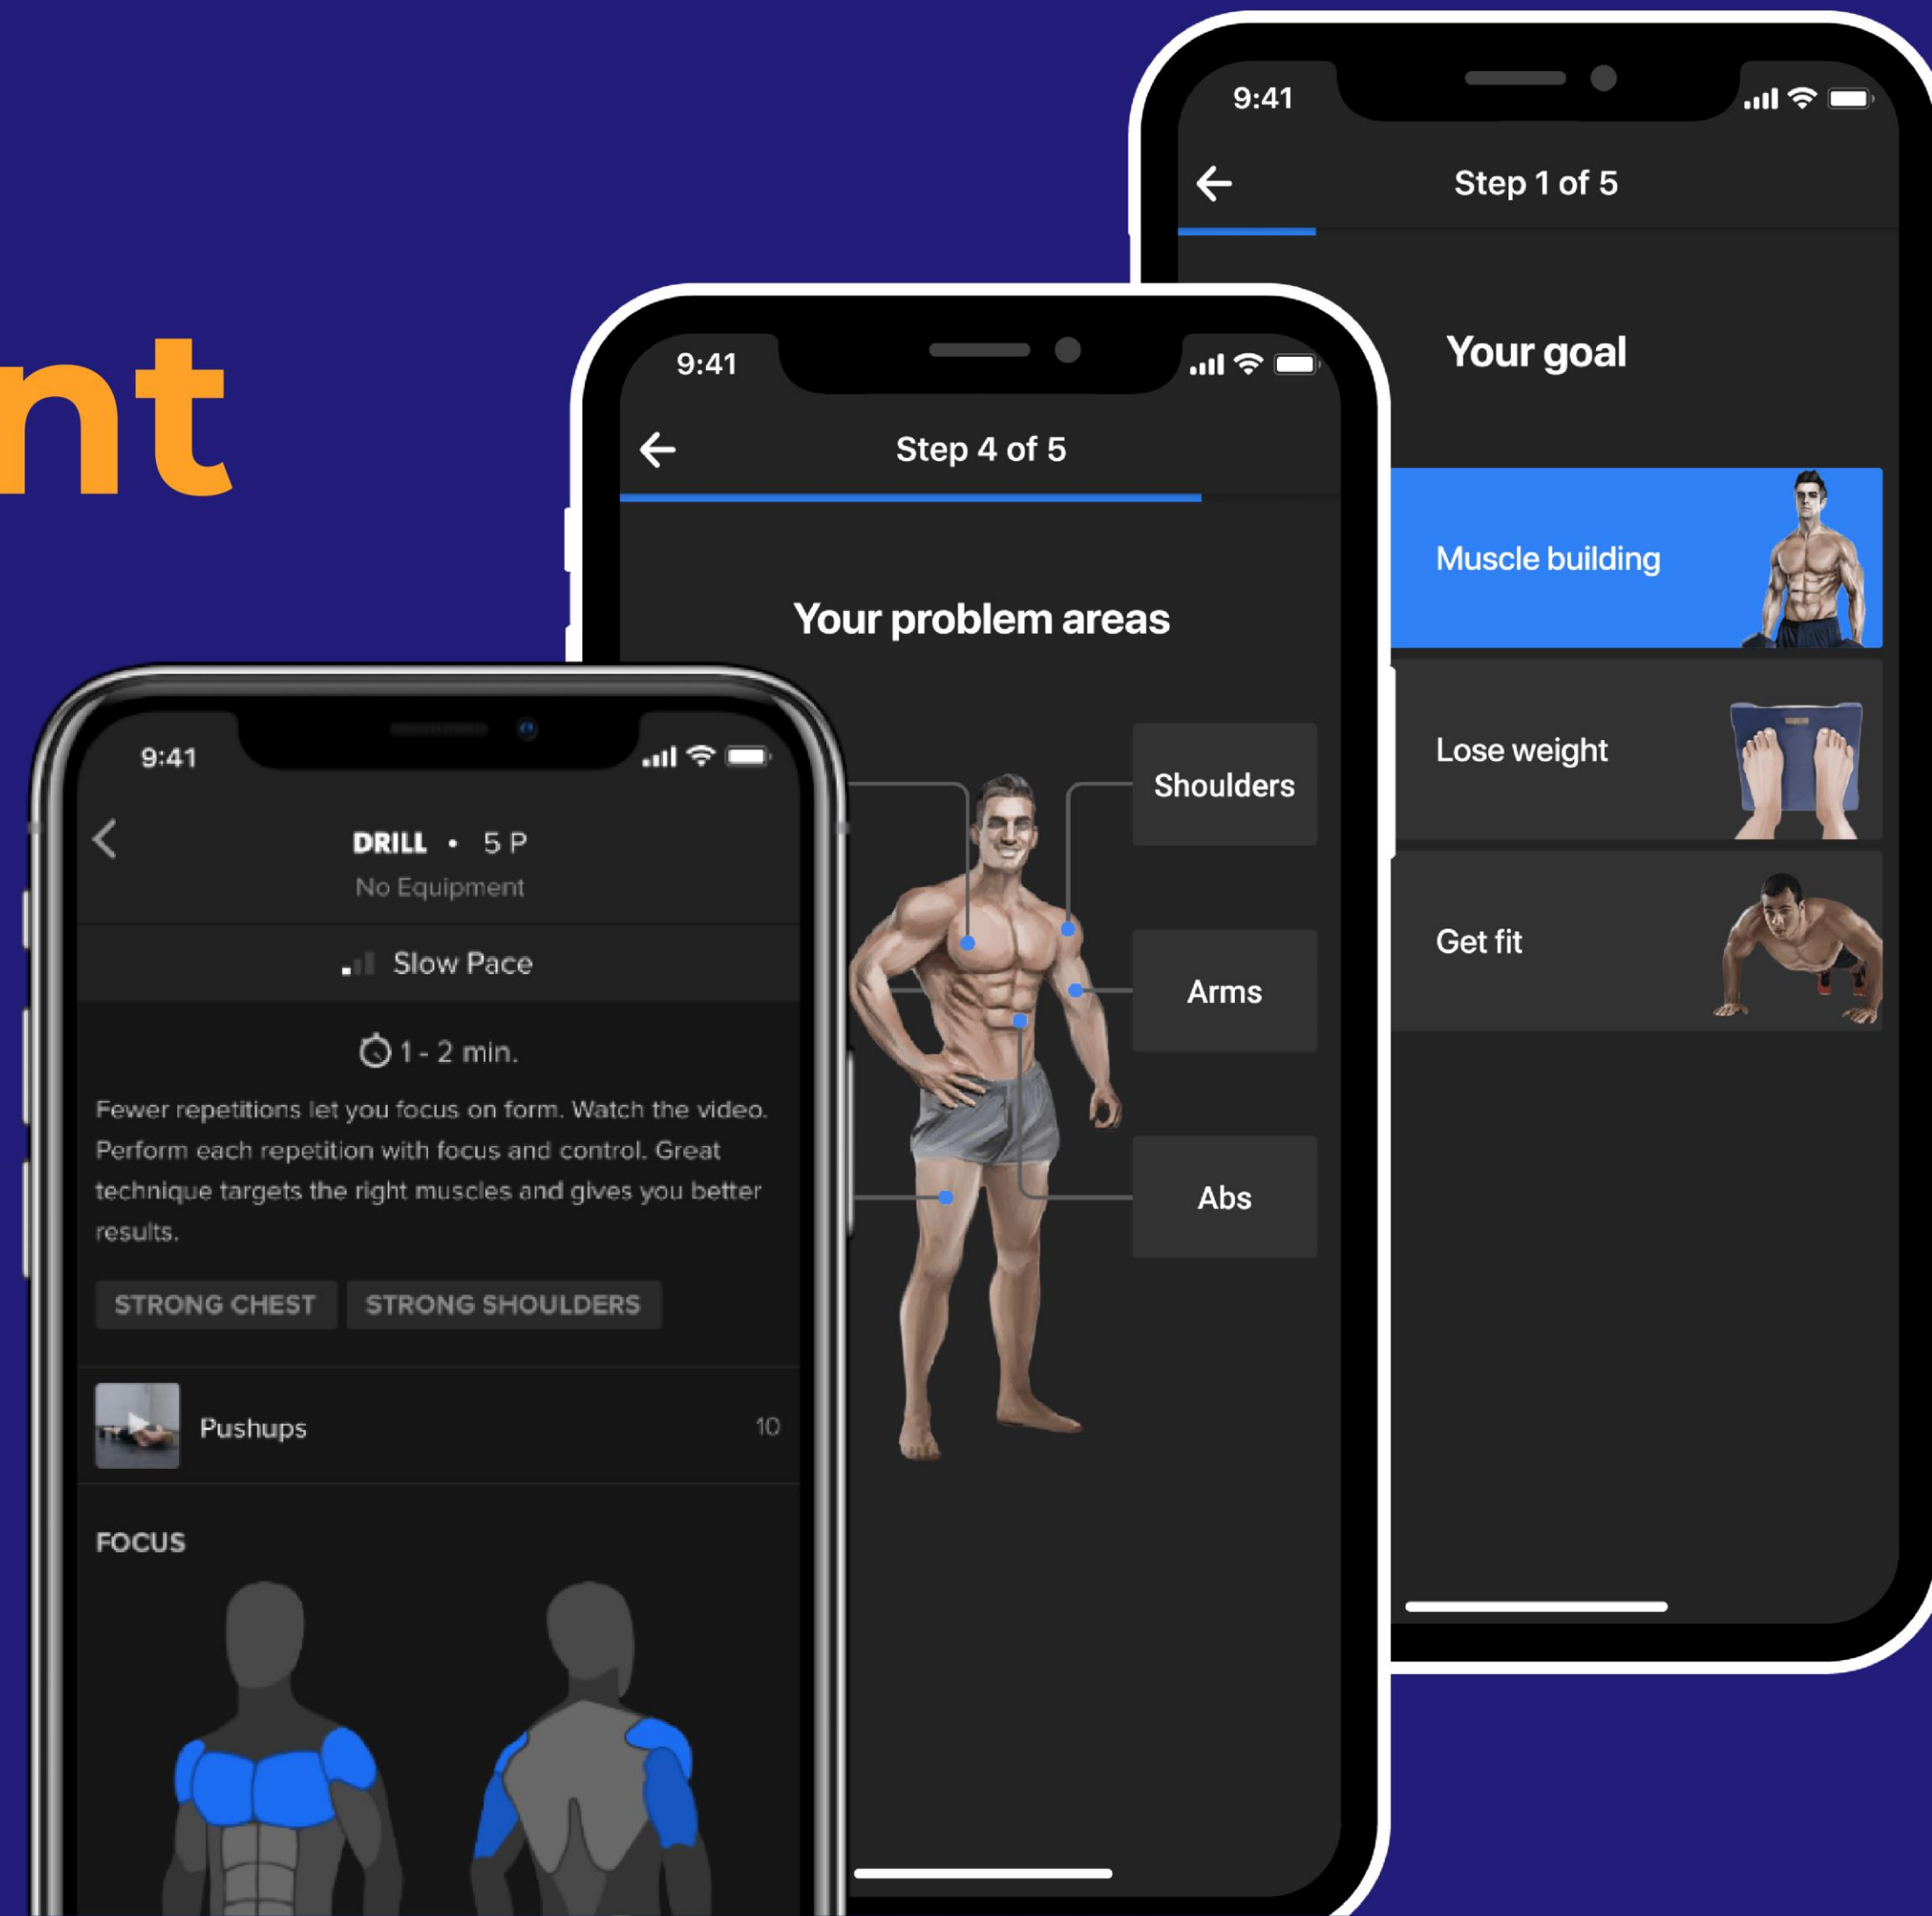 nt
9:41
Step 1 of 5
Your goal
Muscle building
Lose weight
Get fit
9:41
Step 4 of 5
Your problem areas
Shoulders
Arms
Abs
9:41
DRILL • 5 P
No Equipment
Slow Pace
1 - 2 min.
Fewer repetitions let you focus on form. Watch the video.
Perform each repetition with focus and control. Great
technique targets the right muscles and gives you better
results.
STRONG CHEST STRONG SHOULDERS
Pushups 10
FOCUS